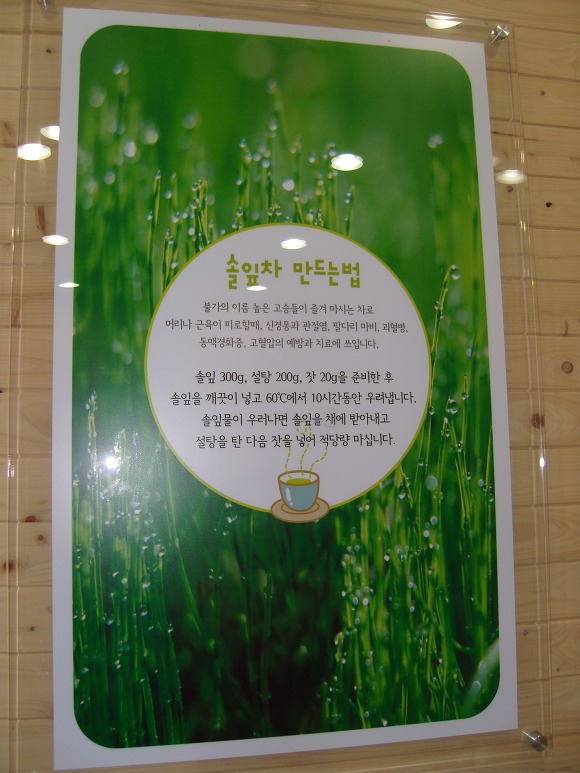 솔잎차 만드는법
불가의 이름 높은 고승들이 즐겨 마시는 차로
머리나 근육이 피로할때, 신경통과 관절염, 팔다리 마비, 괴혈병,
동맥경화증, 고혈압의 예방과 치료에 쓰입니다.
솔잎 300g, 설탕 200g, 잣 20g을 준비한 후
솔잎을 깨끗이 넣고 60℃에서 10시간동안 우려냅니다.
솔잎물이 우러나면 솔잎을 채에 받아내고
설탕을 탄 다음 잣을 넣어 적당량 마십니다.